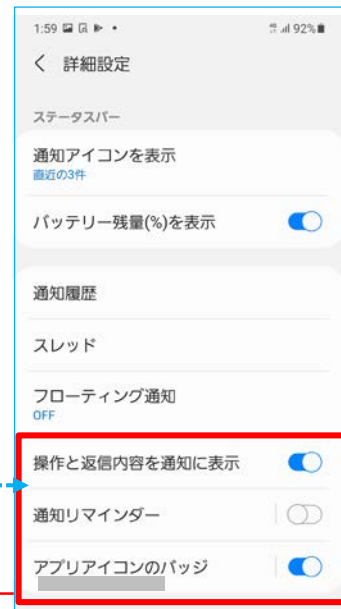 1:59
92%
詳細設定
ステータスバー
通知アイコンを表示
直近の3件
バッテリー残量(%)を表示
通知履歴
スレッド
フローティング通知
OFF
操作と返信内容を通知に表示
通知リマインダー
アプリアイコンのバッジ